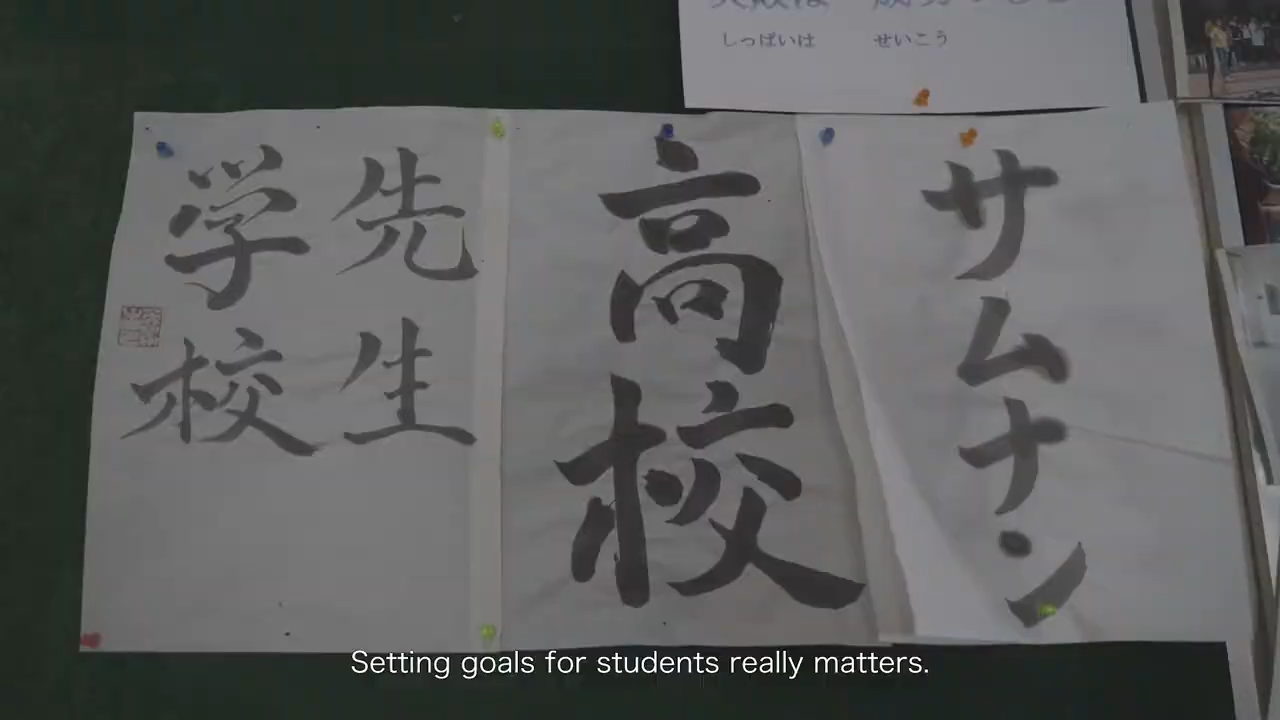 しっぱいは　せいこう
サムナン
高校
先生
学校
Setting goals for students really matters.